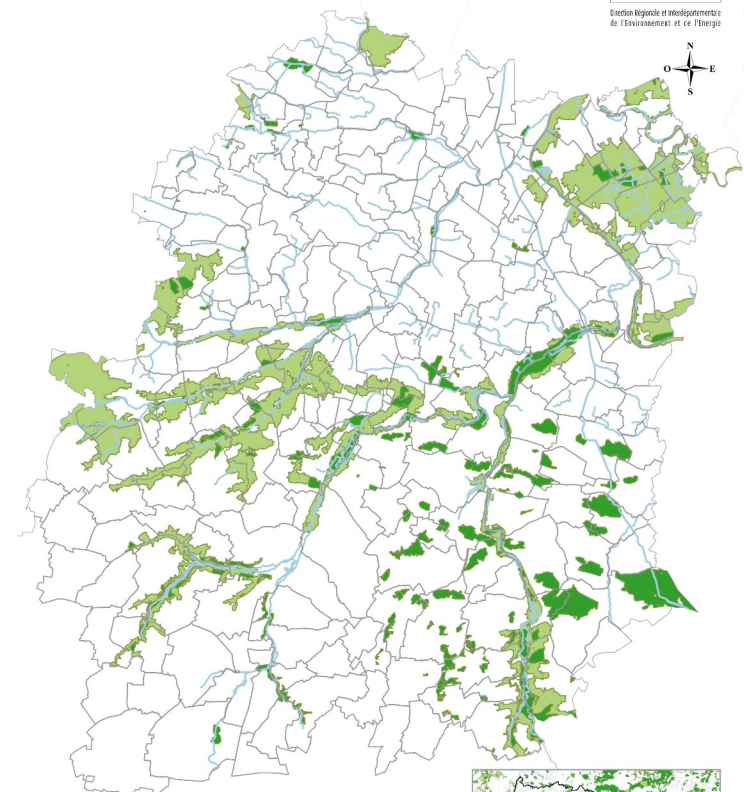 Direction Régionale et Interdépartementale
de l'Environnement et de l'Energie
N
O E
S